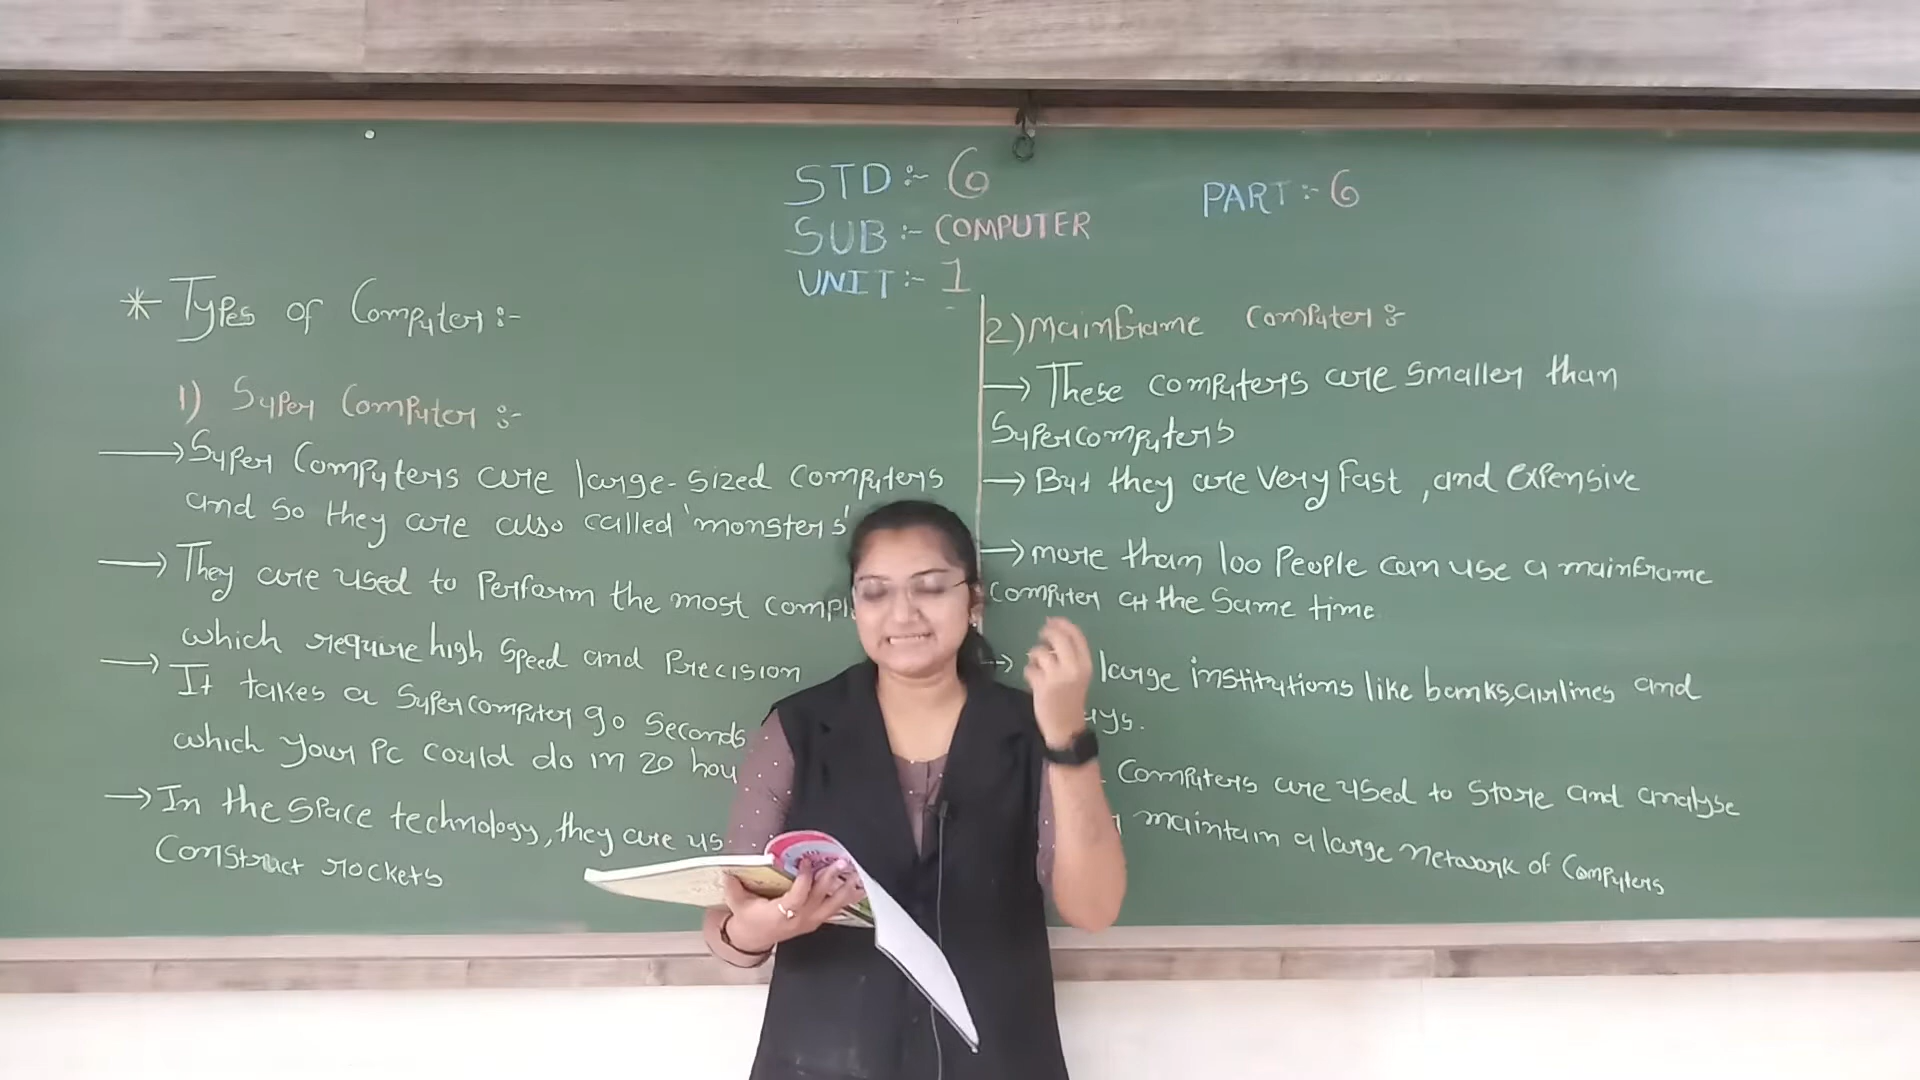 STD :- 6
SUB :- COMPUTER
UNIT :- 1
PART :- 6
* Types of Computer :-
1) Super Computer :-
→ Super Computers are large-sized computers
and so they are also called 'monsters'
→ They are used to perform the most
which require high speed and Precision
→ It takes a Supercomputer 90 Seconds
which your PC could do in 20
→ In the space technology, they are
Construct rockets
2) Mainframe Computer :-
→ These computers are smaller than
Supercomputers
→ But they are very fast, and expensive
→ more than 100 People can use a mainframe
computer at the same time
→ large institutions like banks, airlines and
Computers are used to store and analyse
maintain a large network of Computers